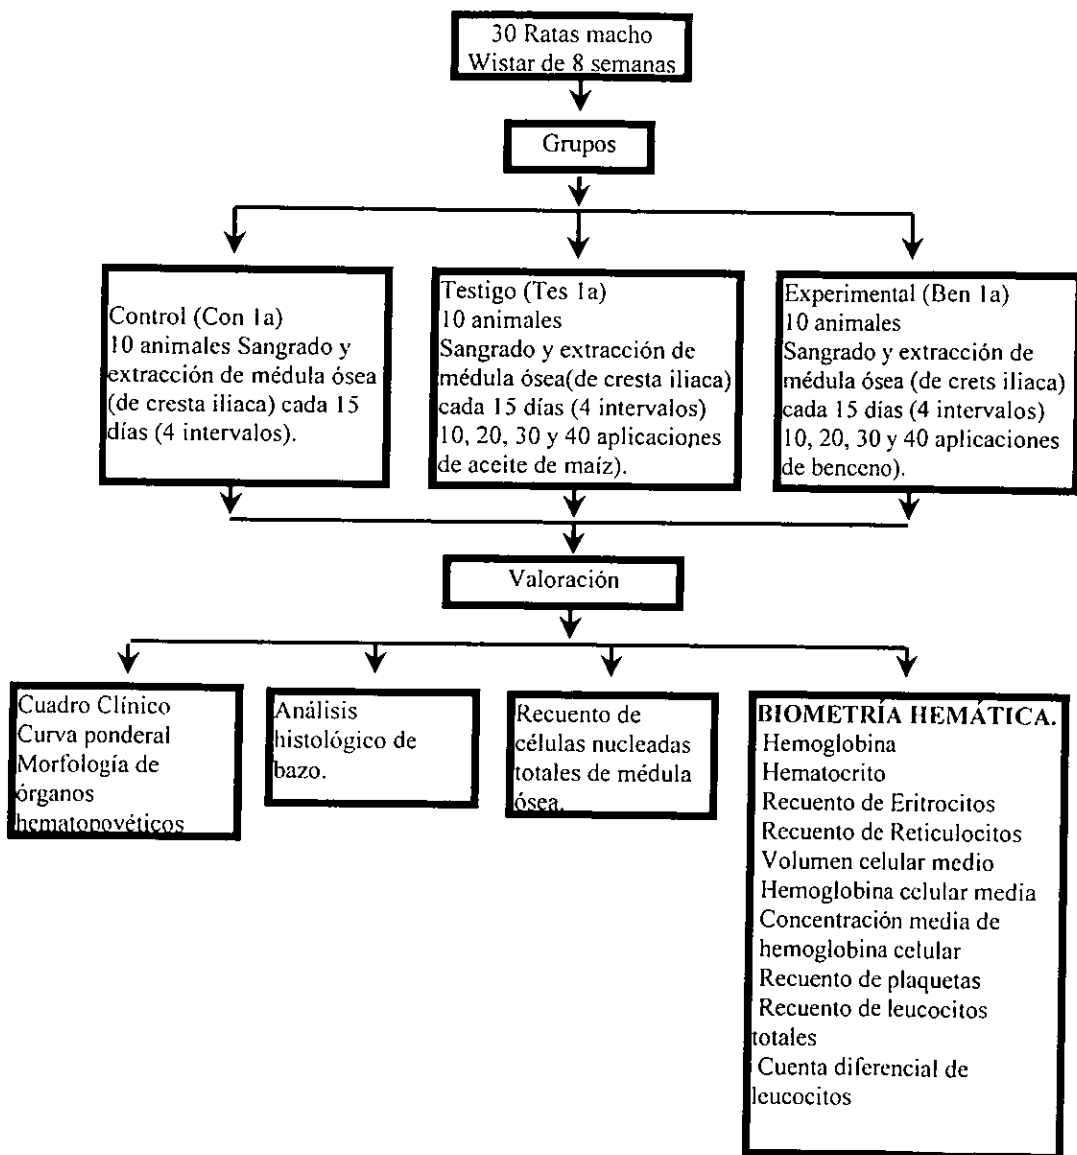 30 Ratas macho
Wistar de 8 semanas
Grupos
Control (Con 1a)
10 animales Sangrado y
extracción de médula ósea
(de cresta iliaca) cada 15
días (4 intervalos).
Testigo (Tes 1a)
10 animales
Sangrado y extracción de
médula ósea(de cresta iliaca)
cada 15 días (4 intervalos)
10, 20, 30 y 40 aplicaciones
de aceite de maíz).
Experimental (Ben 1a)
10 animales
Sangrado y extracción de
médula ósea (de crets iliaca)
cada 15 días (4 intervalos)
10, 20, 30 y 40 aplicaciones
de benceno).
Valoración
Cuadro Clínico
Curva ponderal
Morfología de
órganos
hematopoyéticos
Análisis
histológico de
bazo.
Recuento de
células nucleadas
totales de médula
ósea.
BIOMETRÍA HEMÁTICA.
Hemoglobina
Hematocrito
Recuento de Eritrocitos
Recuento de Reticulocitos
Volumen celular medio
Hemoglobina celular media
Concentración media de
hemoglobina celular
Recuento de plaquetas
Recuento de leucocitos
totales
Cuenta diferencial de
leucocitos